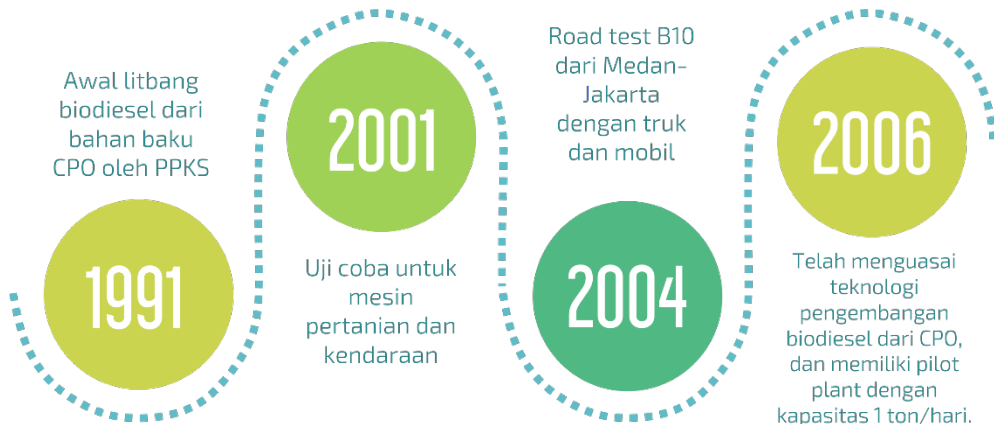 Awal litbang
biodiesel dari
bahan baku
CPO oleh PPKS
1991
2001
Uji coba untuk
mesin
pertanian dan
kendaraan
Road test B10
dari Medan-
Jakarta
dengan truk
dan mobil
2004
2006
Telah menguasai
teknologi
pengembangan
biodiesel dari CPO,
dan memiliki pilot
plant dengan
kapasitas 1 ton/hari.